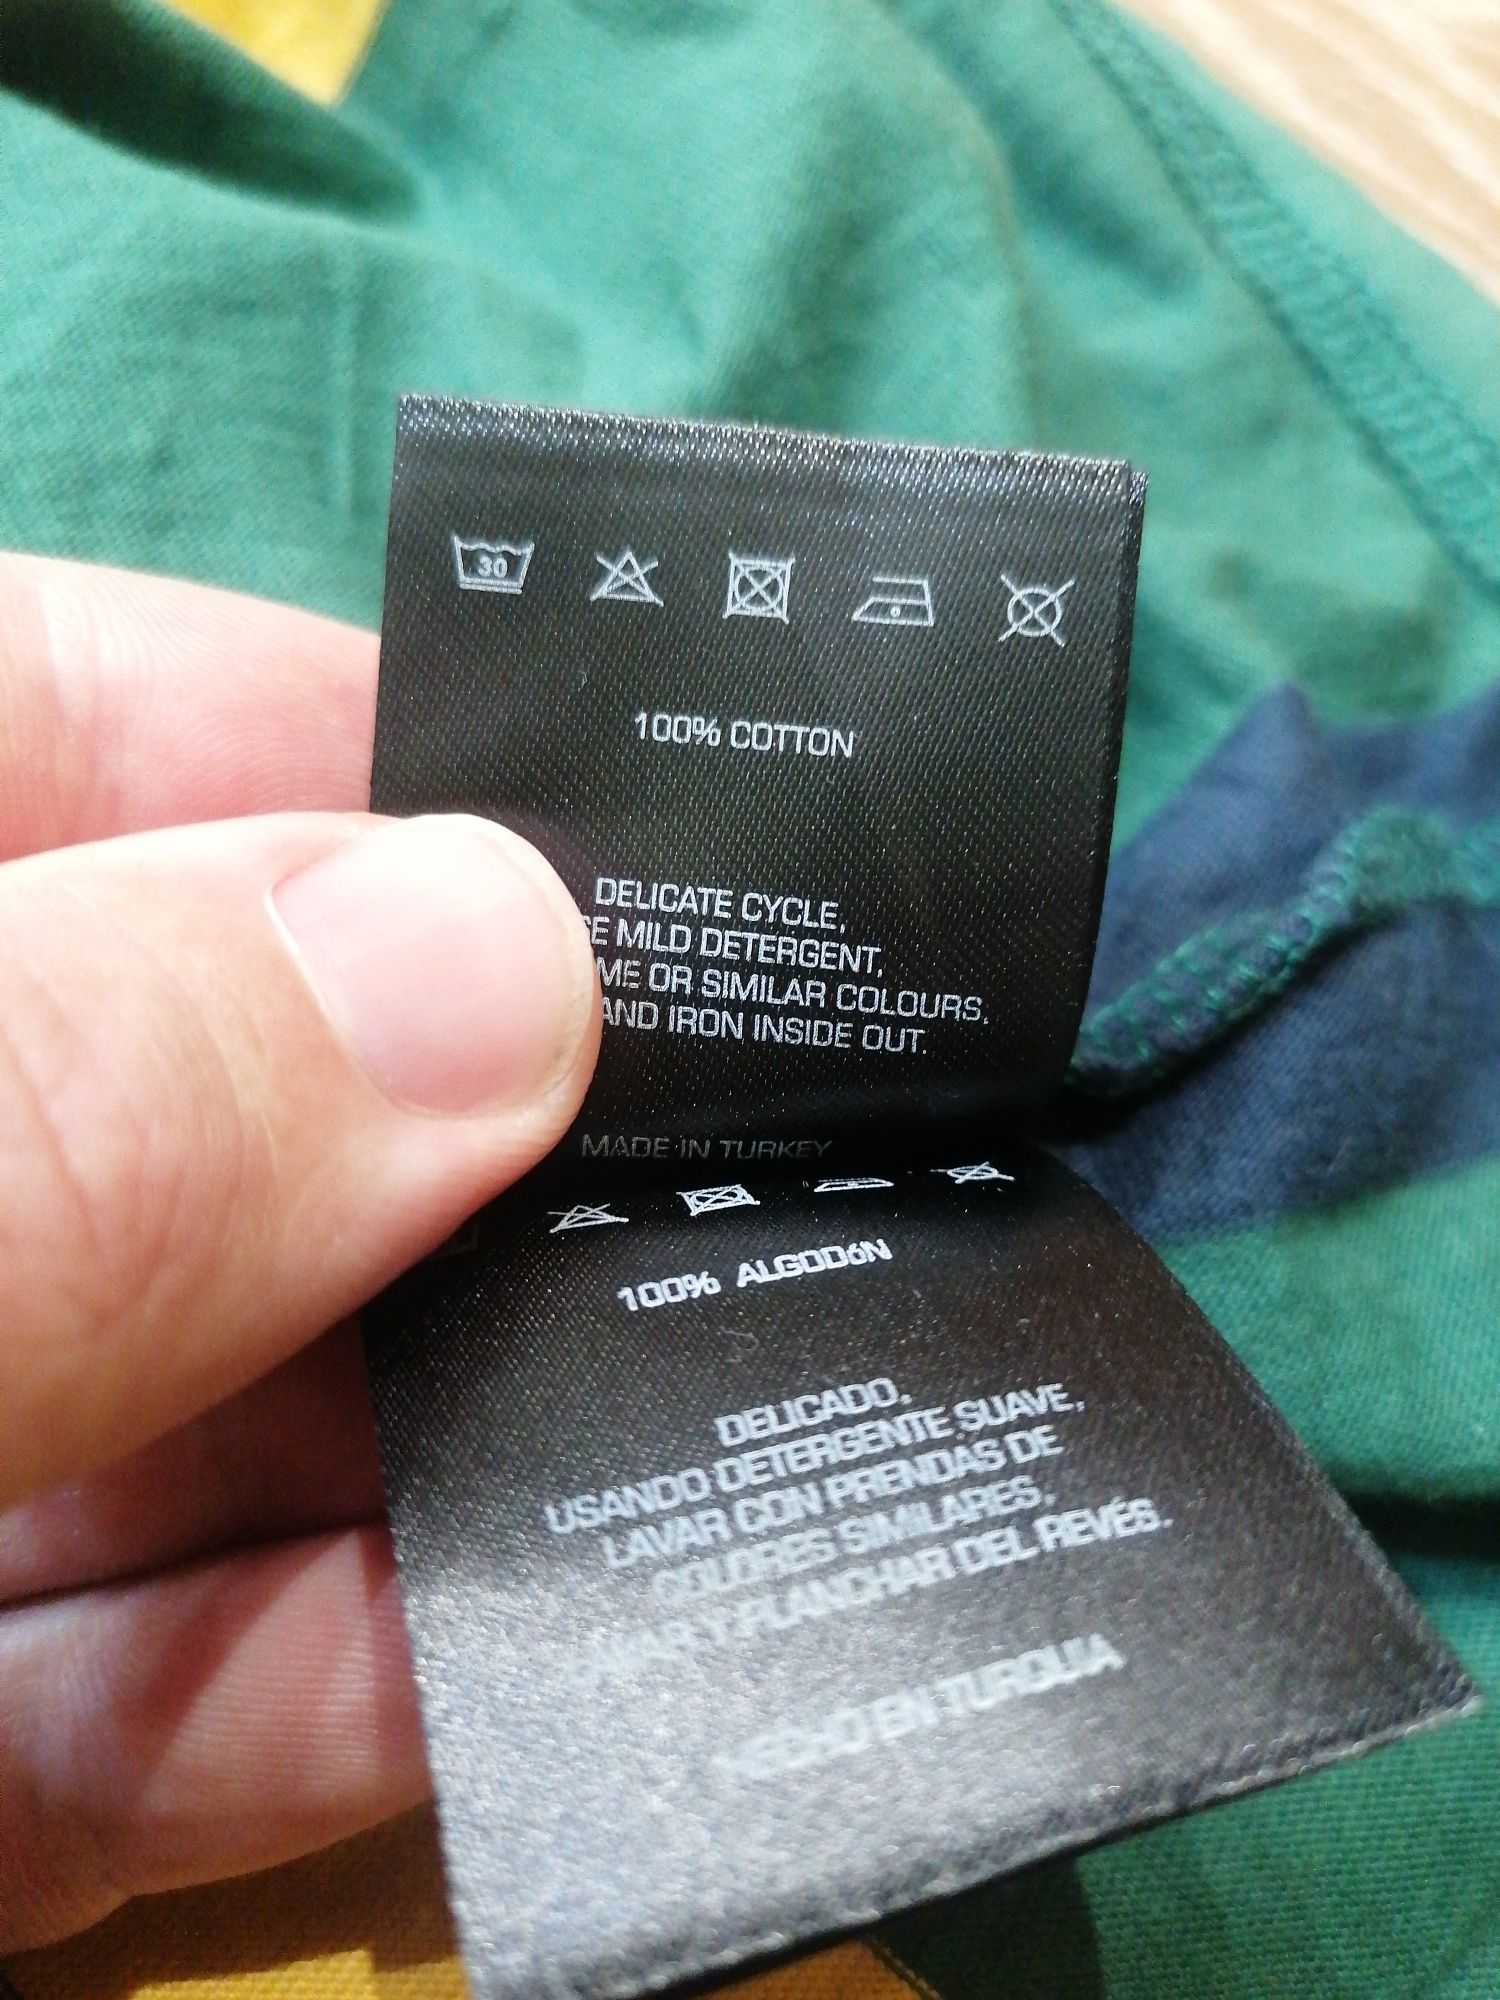 30
100% COTTON
DELICATE CYCLE,
MILD DETERGENT,
OR SIMILAR COLOURS.
AND IRON INSIDE OUT.
MADE IN TURKEY
100% ALGODóN
DELICADO,
USANDO DETERGENTE SUAVE,
LAVAR CON PRENDAS DE
COLORES SIMILARES.
Y PLANCHAR DEL REVéS.
HECHO EN TURQUIA